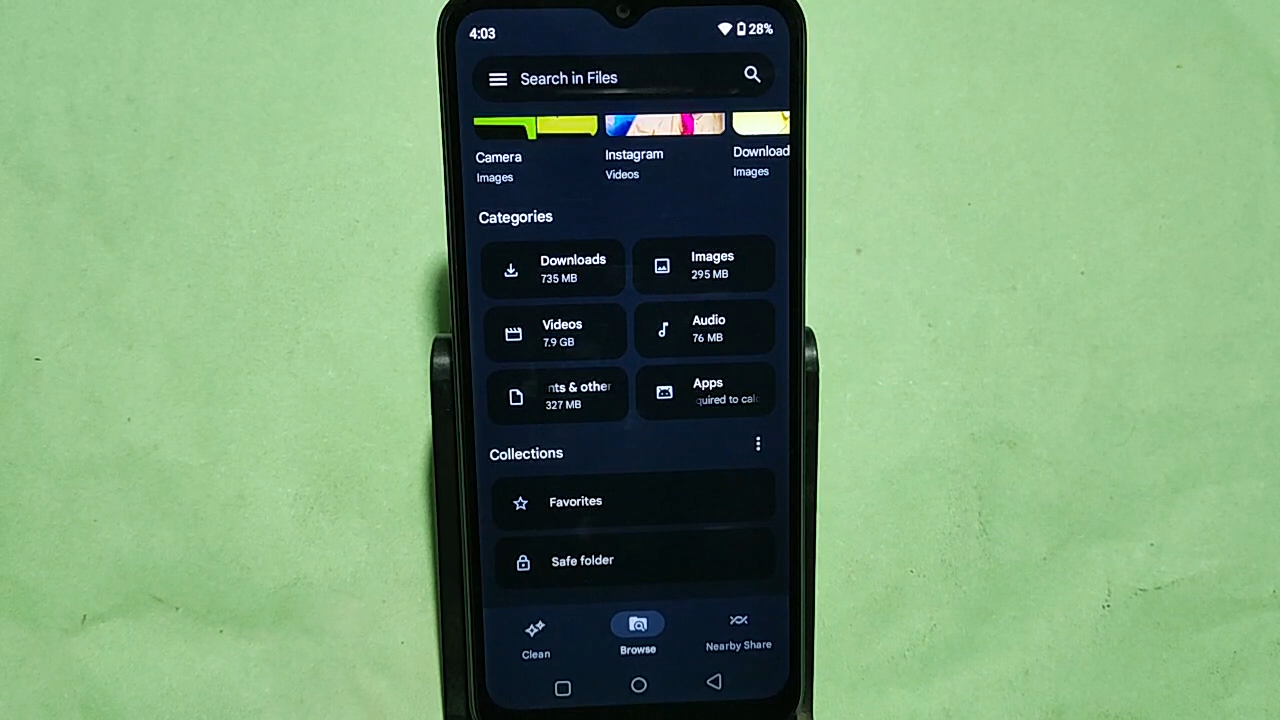 4:03
28%
Search in Files
Camera
Images
Instagram
Videos
Download
Images
Categories
Downloads
735 MB
Images
295 MB
Videos
7.9 GB
Audio
76 MB
nts & other
327 MB
Apps
quired to calc
Collections
Favorites
Safe folder
Clean
Browse
Nearby Share